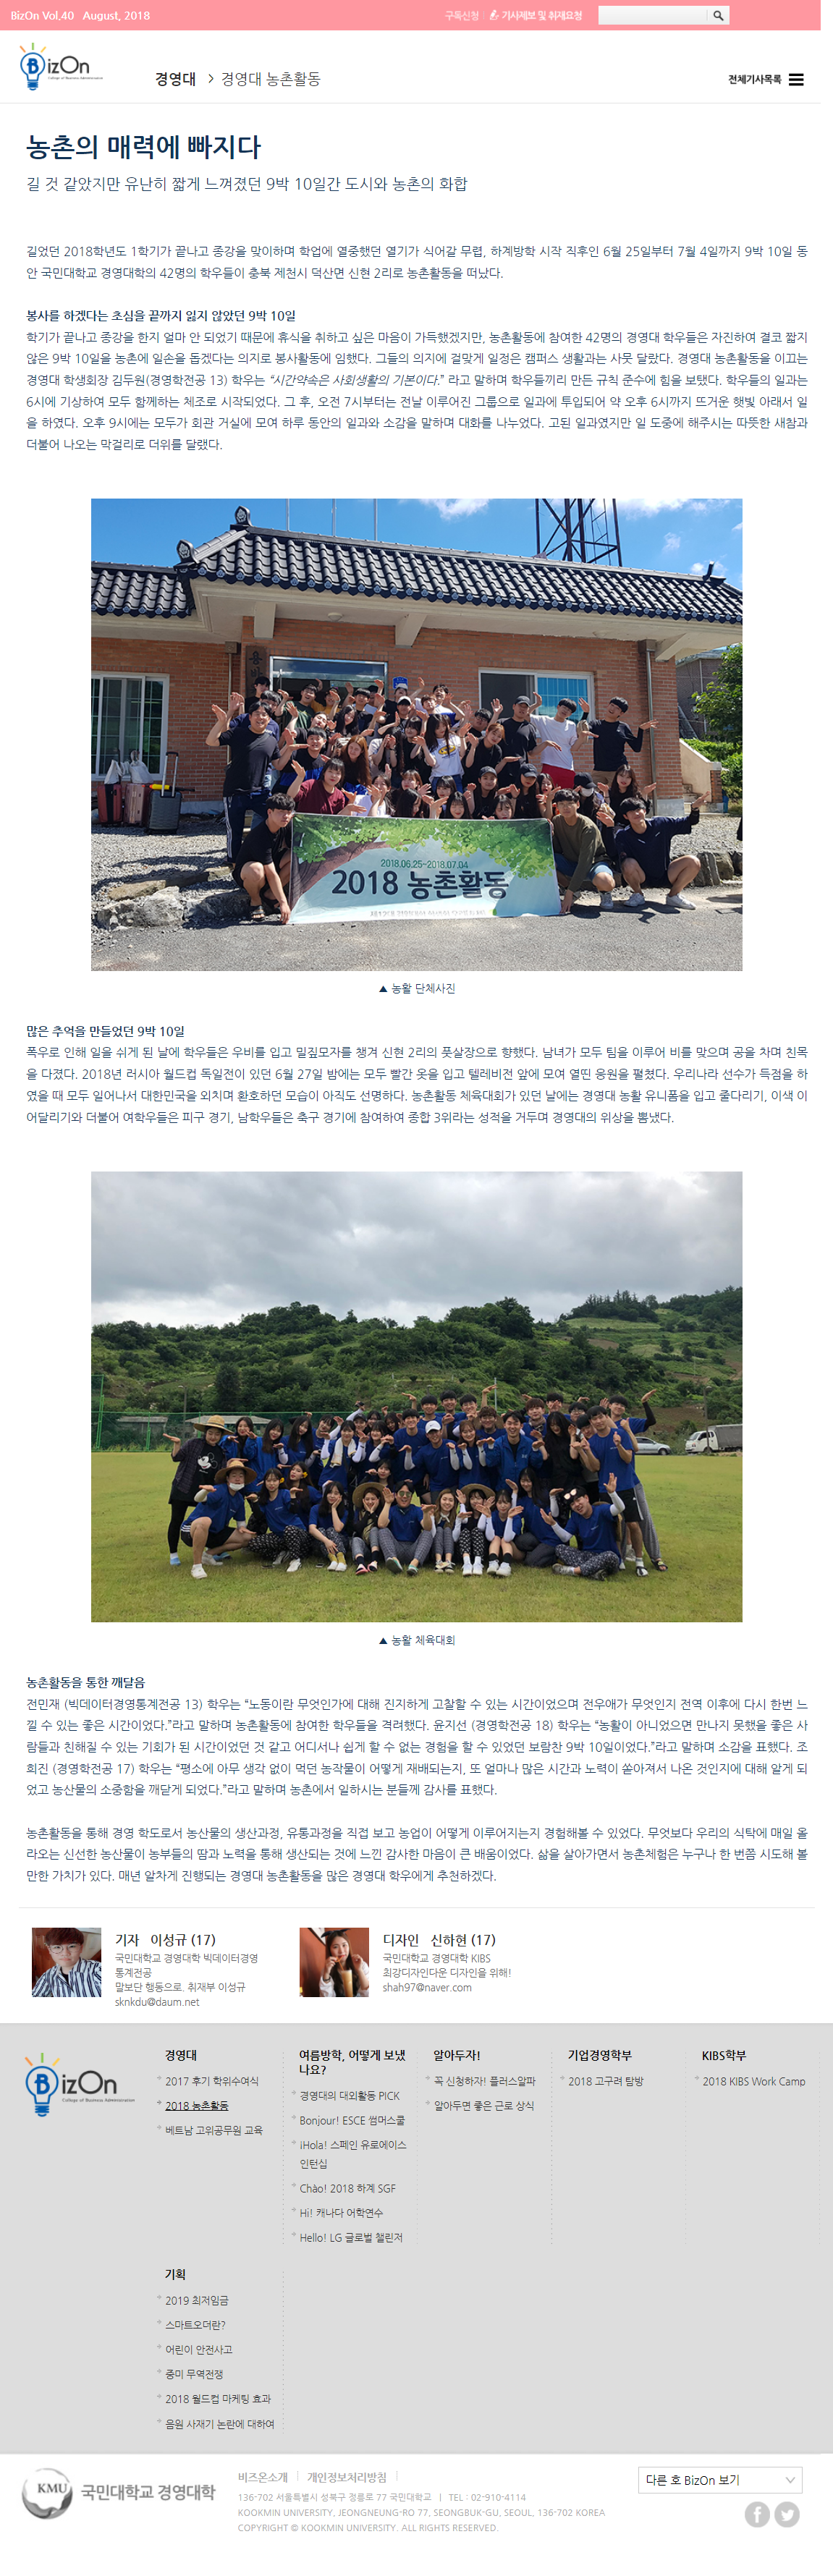 BizOn Vol.40 August, 2018
구독신청 기사제보 및 취재요청
BizOn
College of Business Administration
경영대 > 경영대 농촌활동
전체기사목록
농촌의 매력에 빠지다
길 것 같았지만 유난히 짧게 느껴졌던 9박 10일간 도시와 농촌의 화합
길었던 2018학년도 1학기가 끝나고 종강을 맞이하며 학업에 열중했던 열기가 식어갈 무렵, 하계방학 시작 직후인 6월 25일부터 7월 4일까지 9박 10일 동
안 국민대학교 경영대학의 42명의 학우들이 충북 제천시 덕산면 신현 2리로 농촌활동을 떠났다.
봉사를 하겠다는 초심을 끝까지 잃지 않았던 9박 10일
학기가 끝나고 종강을 한지 얼마 안 되었기 때문에 휴식을 취하고 싶은 마음이 가득했겠지만, 농촌활동에 참여한 42명의 경영대 학우들은 자진하여 결코 짧지
않은 9박 10일을 농촌에 일손을 돕겠다는 의지로 봉사활동에 임했다. 그들의 의지에 걸맞게 일정은 캠퍼스 생활과는 사뭇 달랐다. 경영대 농촌활동을 이끄는
경영대 학생회장 김두원(경영학전공 13) 학우는 “시간약속은 사회생활의 기본이다.” 라고 말하며 학우들끼리 만든 규칙 준수에 힘을 보탰다. 학우들의 일과는
6시에 기상하여 모두 함께하는 체조로 시작되었다. 그 후, 오전 7시부터는 전날 이루어진 그룹으로 일과에 투입되어 약 오후 6시까지 뜨거운 햇빛 아래서 일
을 하였다. 오후 9시에는 모두가 회관 거실에 모여 하루 동안의 일과와 소감을 말하며 대화를 나누었다. 고된 일과였지만 일 도중에 해주시는 따뜻한 새참과
더불어 나오는 막걸리로 더위를 달랬다.
2018.06.25~2018.07.04
2018 농촌활동
▲ 농활 단체사진
많은 추억을 만들었던 9박 10일
폭우로 인해 일을 쉬게 된 날에 학우들은 우비를 입고 밀짚모자를 챙겨 신현 2리의 풋살장으로 향했다. 남녀가 모두 팀을 이루어 비를 맞으며 공을 차며 친목
을 다졌다. 2018년 러시아 월드컵 독일전이 있던 6월 27일 밤에는 모두 빨간 옷을 입고 텔레비전 앞에 모여 열띤 응원을 펼쳤다. 우리나라 선수가 득점을 하
였을 때 모두 일어나서 대한민국을 외치며 환호하던 모습이 아직도 선명하다. 농촌활동 체육대회가 있던 날에는 경영대 농활 유니폼을 입고 줄다리기, 이색 이
어달리기와 더불어 여학우들은 피구 경기, 남학우들은 축구 경기에 참여하여 종합 3위라는 성적을 거두며 경영대의 위상을 뽐냈다.
▲ 농활 체육대회
농촌활동을 통한 깨달음
전민재 (빅데이터경영통계전공 13) 학우는 “노동이란 무엇인가에 대해 진지하게 고찰할 수 있는 시간이었으며 전우애가 무엇인지 전역 이후에 다시 한번 느
낄 수 있는 좋은 시간이었다.”라고 말하며 농촌활동에 참여한 학우들을 격려했다. 윤지선 (경영학전공 18) 학우는 “농활이 아니었으면 만나지 못했을 좋은 사
람들과 친해질 수 있는 기회가 된 시간이었던 것 같고 어디서나 쉽게 할 수 없는 경험을 할 수 있었던 보람찬 9박 10일이었다.”라고 말하며 소감을 표했다. 조
희진 (경영학전공 17) 학우는 “평소에 아무 생각 없이 먹던 농작물이 어떻게 재배되는지, 또 얼마나 많은 시간과 노력이 쏟아져서 나온 것인지에 대해 알게 되
었고 농산물의 소중함을 깨닫게 되었다.”라고 말하며 농촌에서 일하시는 분들께 감사를 표했다.
농촌활동을 통해 경영 학도로서 농산물의 생산과정, 유통과정을 직접 보고 농업이 어떻게 이루어지는지 경험해볼 수 있었다. 무엇보다 우리의 식탁에 매일 올
라오는 신선한 농산물이 농부들의 땀과 노력을 통해 생산되는 것에 느낀 감사한 마음이 큰 배움이었다. 삶을 살아가면서 농촌체험은 누구나 한 번쯤 시도해 볼
만한 가치가 있다. 매년 알차게 진행되는 경영대 농촌활동을 많은 경영대 학우에게 추천하겠다.
기자 이성규 (17)
국민대학교 경영대학 빅데이터경영
통계전공
말보단 행동으로. 취재부 이성규
sknkdu@daum.net
디자인 신하현 (17)
국민대학교 경영대학 KIBS
최강디자인다운 디자인을 위해!
shah97@naver.com
BizOn
College of Business Administration
경영대
2017 후기 학위수여식
2018 농촌활동
베트남 고위공무원 교육
여름방학, 어떻게 보냈
나요?
경영대의 대외활동 PICK
Bonjour! ESCE 썸머스쿨
¡Hola! 스페인 유로에이스
인턴십
Chào! 2018 하계 SGF
Hi! 캐나다 어학연수
Hello! LG 글로벌 챌린저
알아두자!
꼭 신청하자! 플러스알파
알아두면 좋은 근로 상식
기업경영학부
2018 고구려 탐방
KIBS학부
2018 KIBS Work Camp
기획
2019 최저임금
스마트오더란?
어린이 안전사고
중미 무역전쟁
2018 월드컵 마케팅 효과
음원 사재기 논란에 대하여
KMU 국민대학교 경영대학
비즈온소개 개인정보처리방침
136-702 서울특별시 성북구 정릉로 77 국민대학교 | TEL : 02-910-4114
KOOKMIN UNIVERSITY, JEONGNEUNG-RO 77, SEONGBUK-GU, SEOUL, 136-702 KOREA
COPYRIGHT © KOOKMIN UNIVERSITY. ALL RIGHTS RESERVED.
다른 호 BizOn 보기